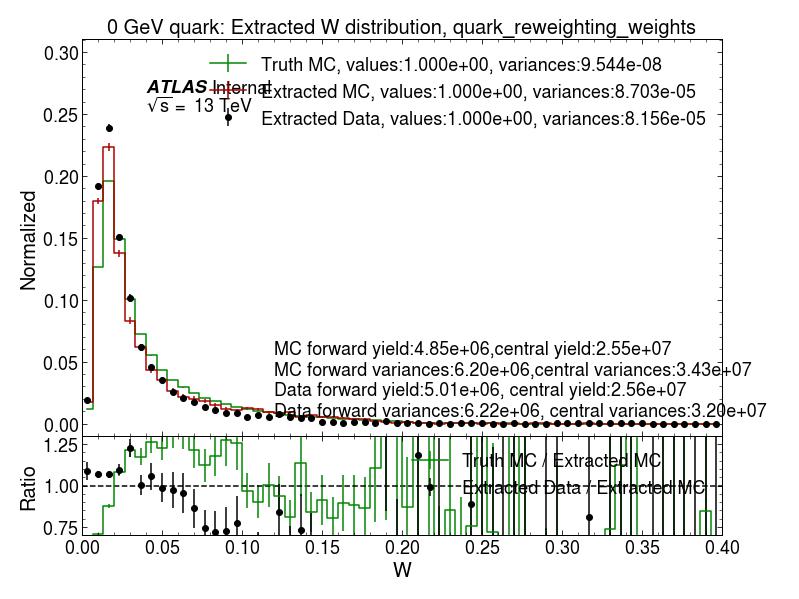 0 GeV quark: Extracted W distribution, quark_reweighting_weights
Truth MC, values:1.000e+00, variances:9.544e-08
ATLAS Internal
Extracted MC, values:1.000e+00, variances:8.703e-05
√s = 13 TeV
Extracted Data, values:1.000e+00, variances:8.156e-05
Normalized
0.30
0.25
0.20
0.15
0.10
0.05
0.00
MC forward yield:4.85e+06,central yield:2.55e+07
MC forward variances:6.20e+06,central variances:3.43e+07
Data forward yield:5.01e+06, central yield:2.56e+07
Data forward variances:6.22e+06, central variances:3.20e+07
Ratio
1.25
1.00
0.75
Truth MC / Extracted MC
Extracted Data / Extracted MC
0.00 0.05 0.10 0.15 0.20 0.25 0.30 0.35 0.40
W